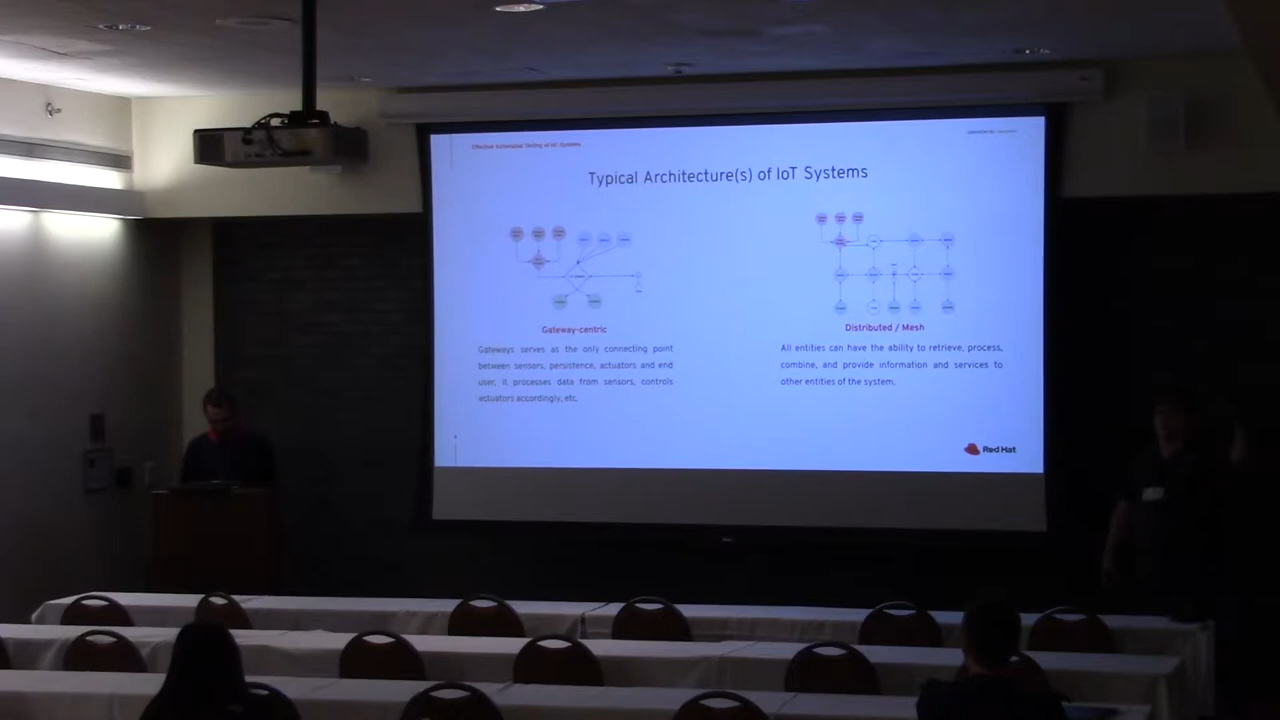 Effective Automated Testing of IoT Systems
Typical Architecture(s) of IoT Systems
Gateway-centric
Gateways serves as the only connecting point
between sensors, persistence, actuators and end
user, it processes data from sensors, controls
actuators accordingly, etc.
Distributed / Mesh
All entities can have the ability to retrieve, process,
combine, and provide information and services to
other entities of the system.
Red Hat